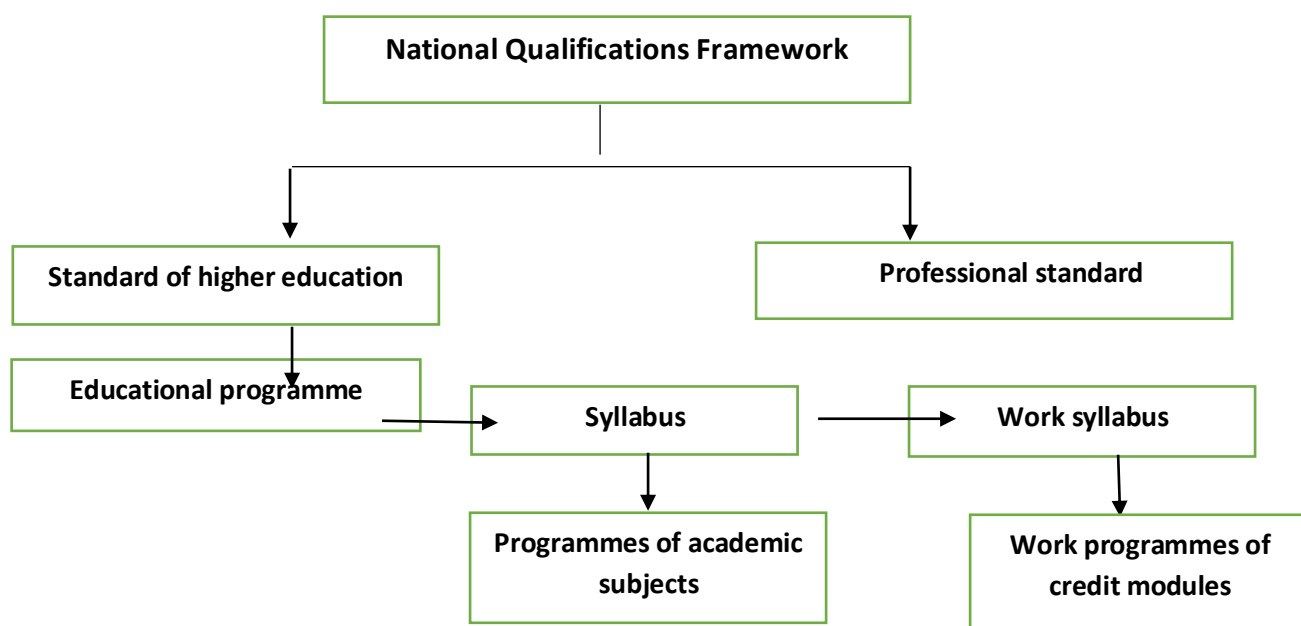 National Qualifications Framework
Standard of higher education
Professional standard
Educational programme
Syllabus
Work syllabus
Programmes of academic
subjects
Work programmes of
credit modules